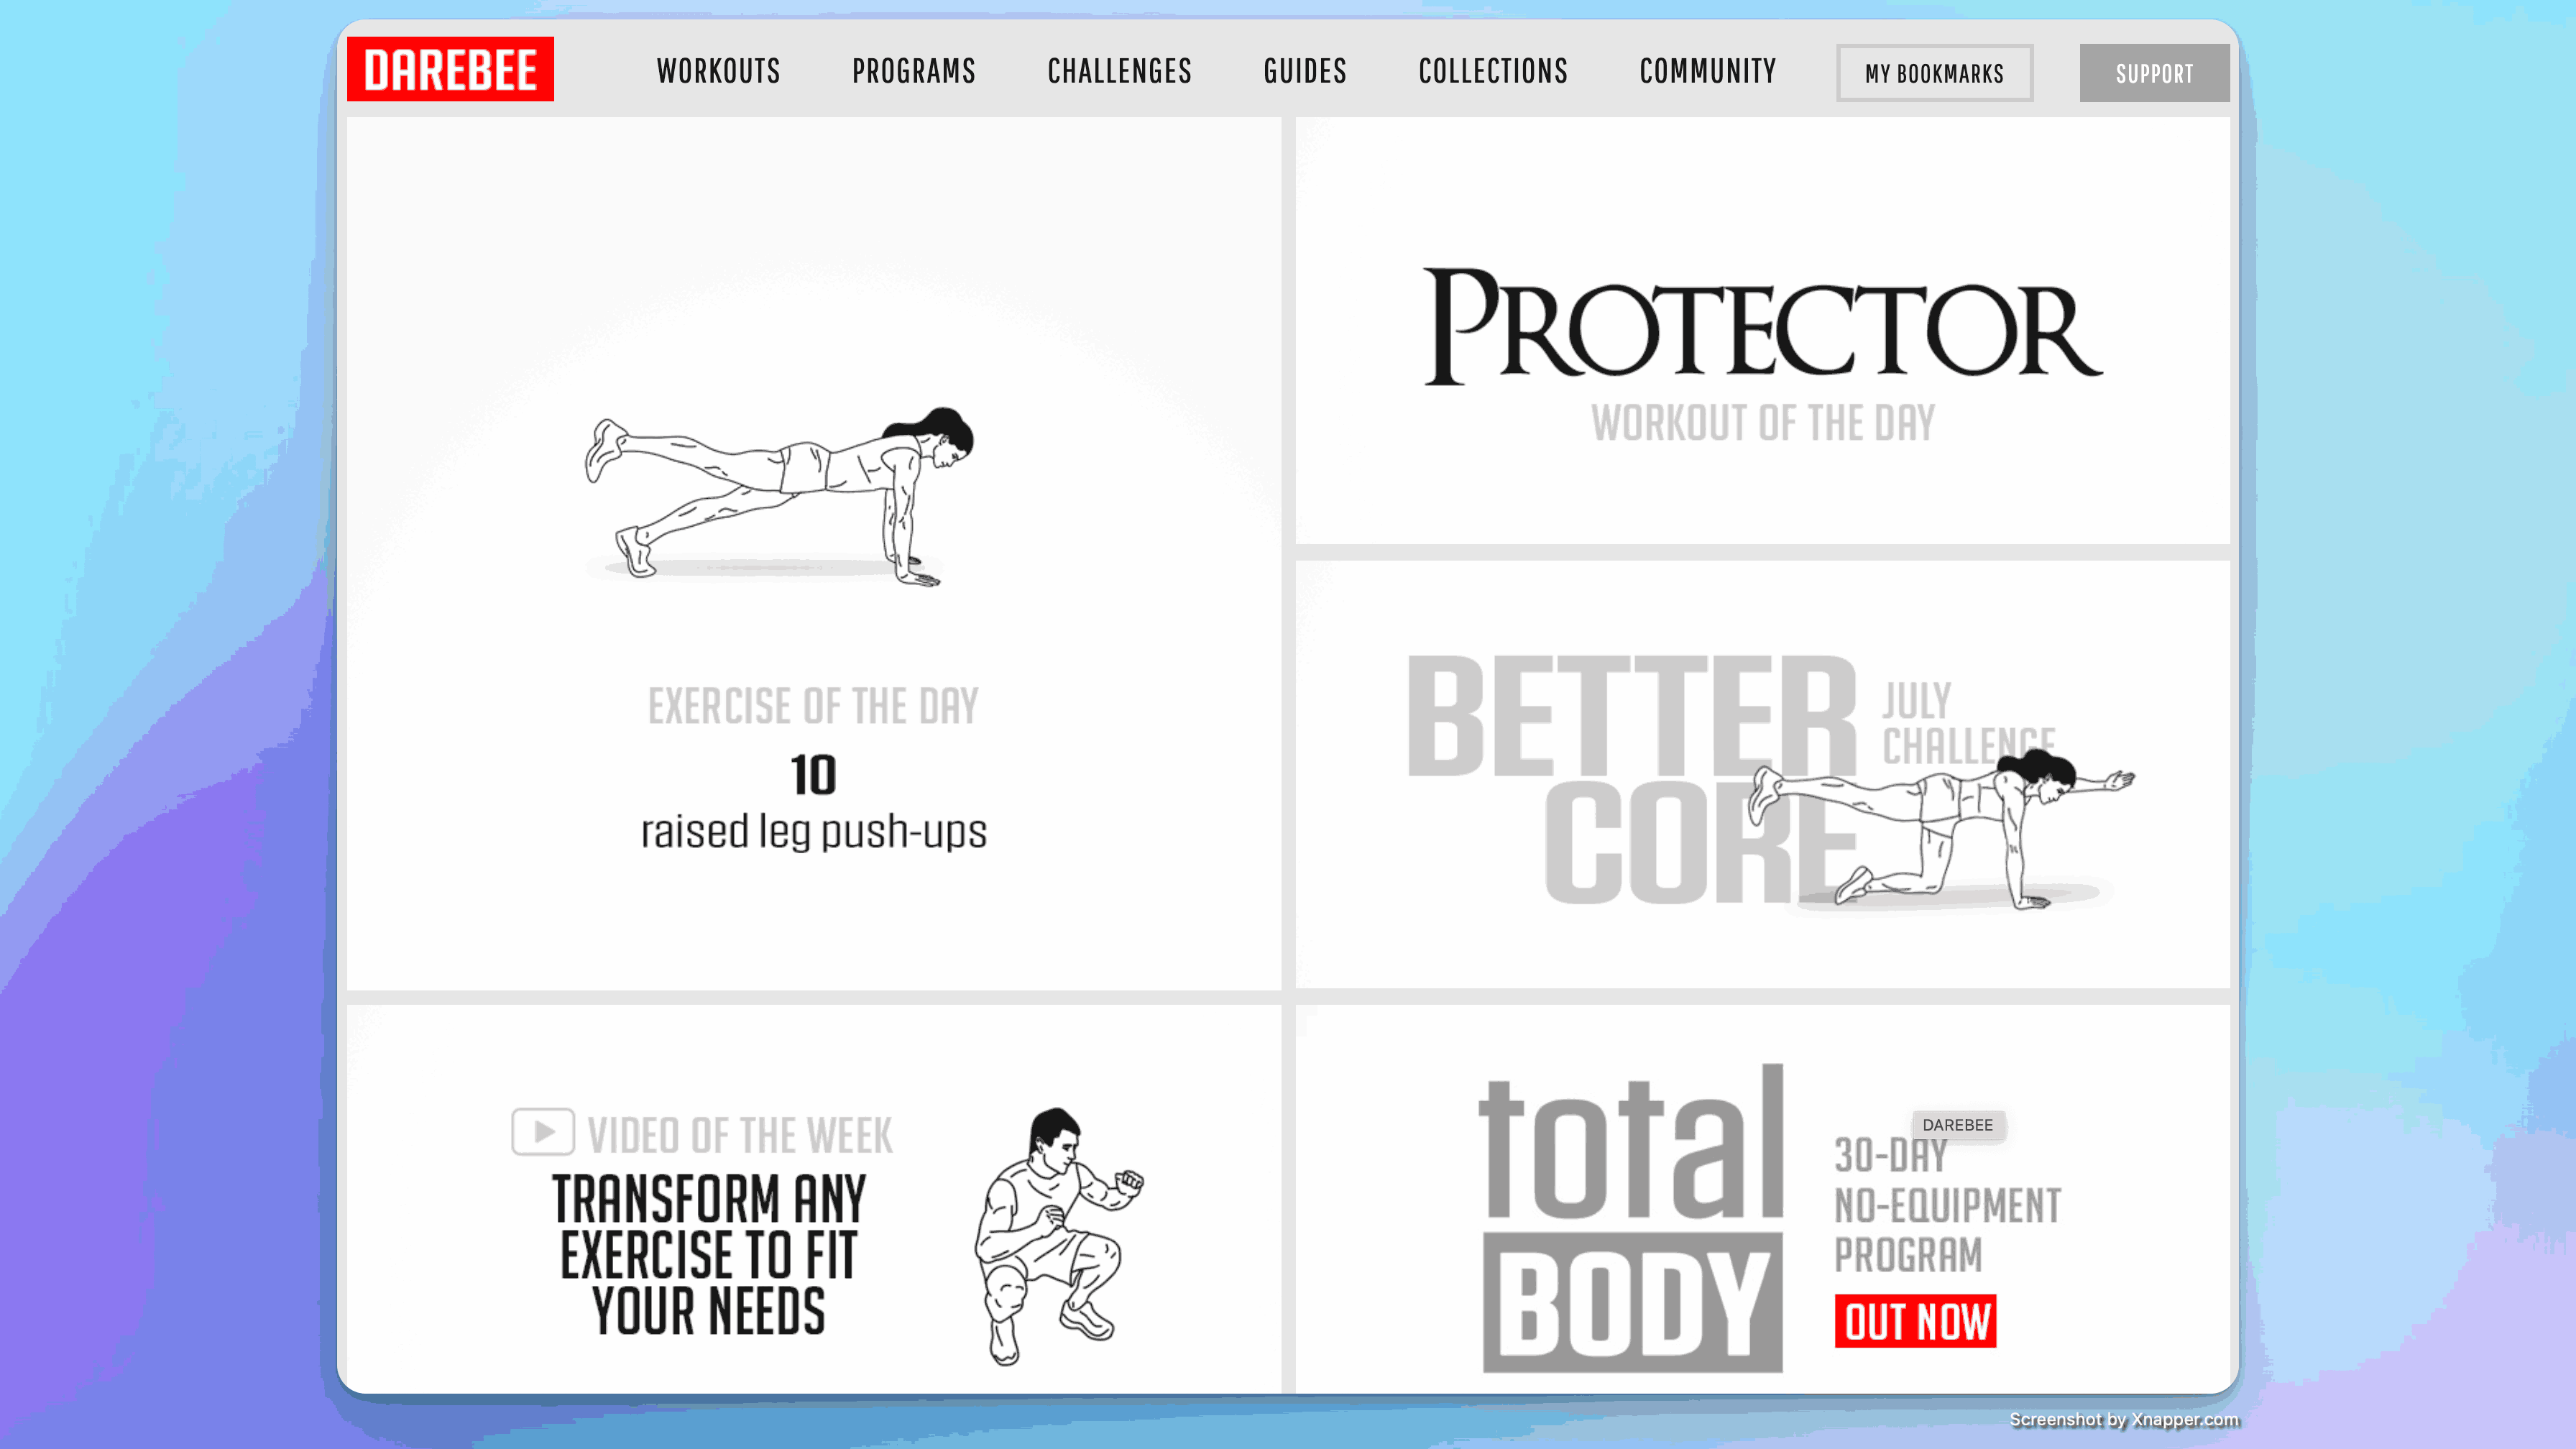 DAREBEE
WORKOUTS
PROGRAMS
CHALLENGES
GUIDES
COLLECTIONS
COMMUNITY
MY BOOKMARKS
SUPPORT
EXERCISE OF THE DAY
10
raised leg push-ups
PROTECTOR
WORKOUT OF THE DAY
BETTER
CORE
JULY
CHALLENGE
VIDEO OF THE WEEK
TRANSFORM ANY
EXERCISE TO FIT
YOUR NEEDS
total
BODY
DAREBEE
30-DAY
NO-EQUIPMENT
PROGRAM
OUT NOW
Screenshot by Xnapper.com